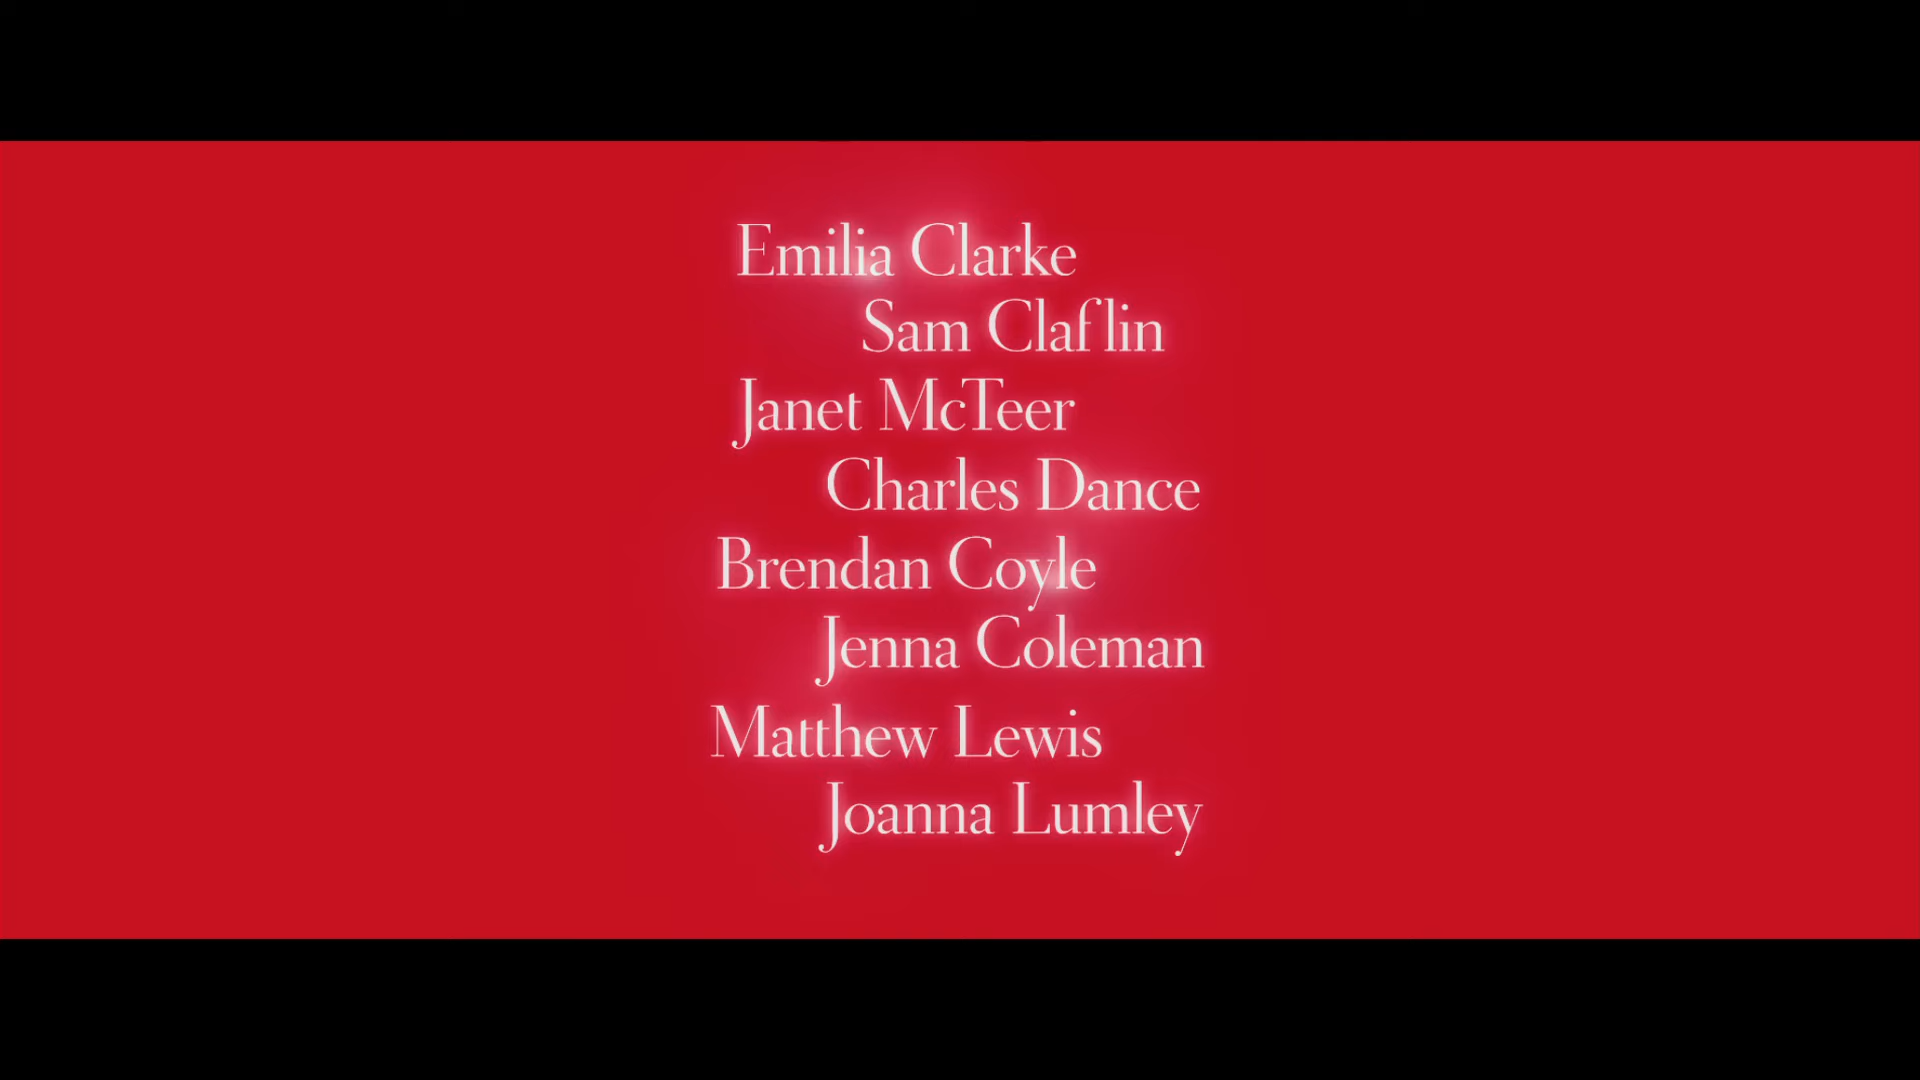 Emilia Clarke
Sam Claflin
Janet McTeer
Charles Dance
Brendan Coyle
Jenna Coleman
Matthew Lewis
Joanna Lumley